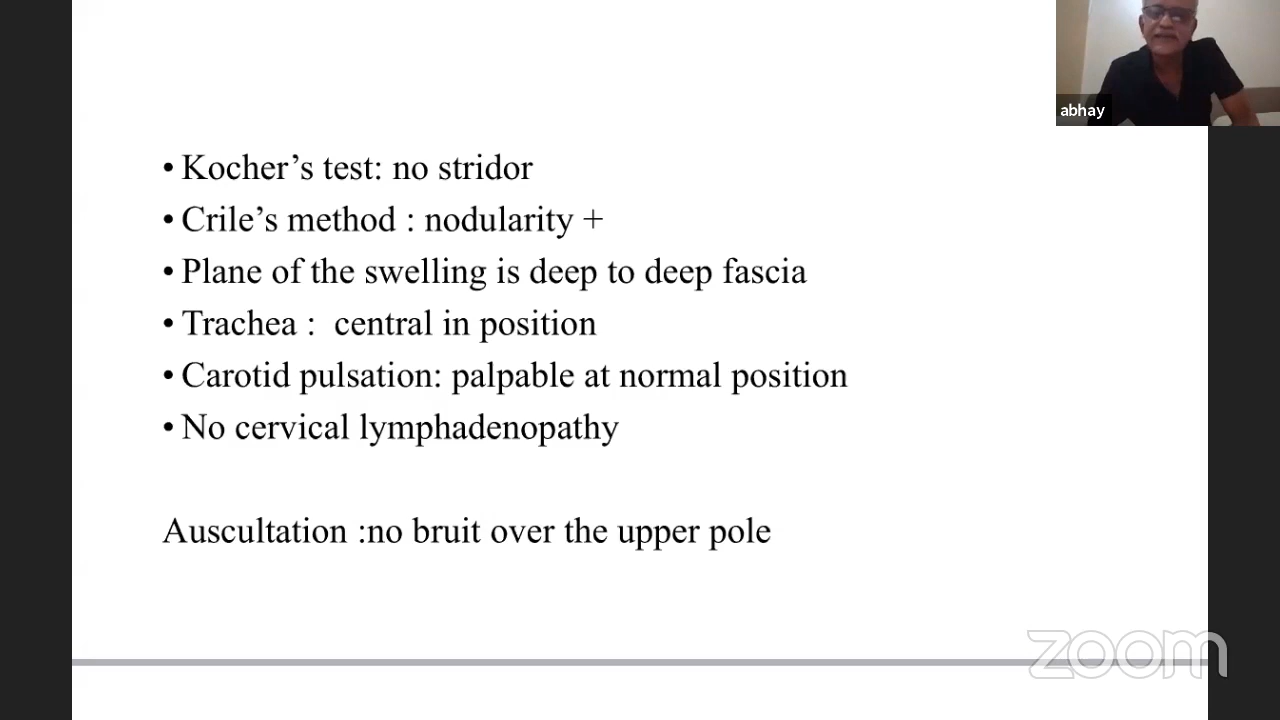 abhay
• Kocher’s test: no stridor
• Crile’s method : nodularity +
• Plane of the swelling is deep to deep fascia
• Trachea :  central in position
• Carotid pulsation: palpable at normal position
• No cervical lymphadenopathy
Auscultation :no bruit over the upper pole
zoom